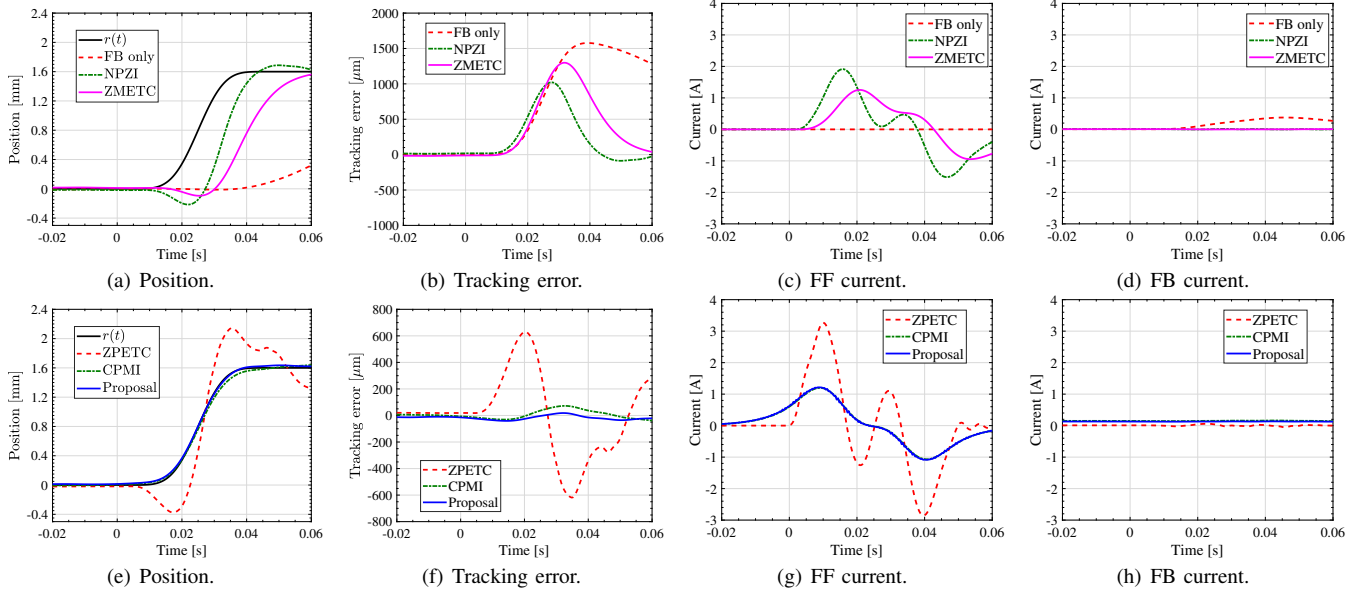 2.4
2
1.6
1.2
0.8
0.4
0
-0.4
Position [mm]
r(t)
FB only
NPZI
ZMETC
-0.02
0
0.02
0.04
0.06
Time [s]
(a) Position.
2000
1500
1000
500
0
-500
-1000
Tracking error [μm]
FB only
NPZI
ZMETC
-0.02
0
0.02
0.04
0.06
Time [s]
(b) Tracking error.
4
3
2
1
0
-1
-2
-3
Current [A]
FB only
NPZI
ZMETC
-0.02
0
0.02
0.04
0.06
Time [s]
(c) FF current.
4
3
2
1
0
-1
-2
-3
Current [A]
FB only
NPZI
ZMETC
-0.02
0
0.02
0.04
0.06
Time [s]
(d) FB current.
2.4
2
1.6
1.2
0.8
0.4
0
-0.4
Position [mm]
r(t)
ZPETC
CPMI
Proposal
-0.02
0
0.02
0.04
0.06
Time [s]
(e) Position.
800
600
400
200
0
-200
-400
-600
-800
Tracking error [μm]
ZPETC
CPMI
Proposal
-0.02
0
0.02
0.04
0.06
Time [s]
(f) Tracking error.
4
3
2
1
0
-1
-2
-3
Current [A]
ZPETC
CPMI
Proposal
-0.02
0
0.02
0.04
0.06
Time [s]
(g) FF current.
4
3
2
1
0
-1
-2
-3
Current [A]
ZPETC
CPMI
Proposal
-0.02
0
0.02
0.04
0.06
Time [s]
(h) FB current.